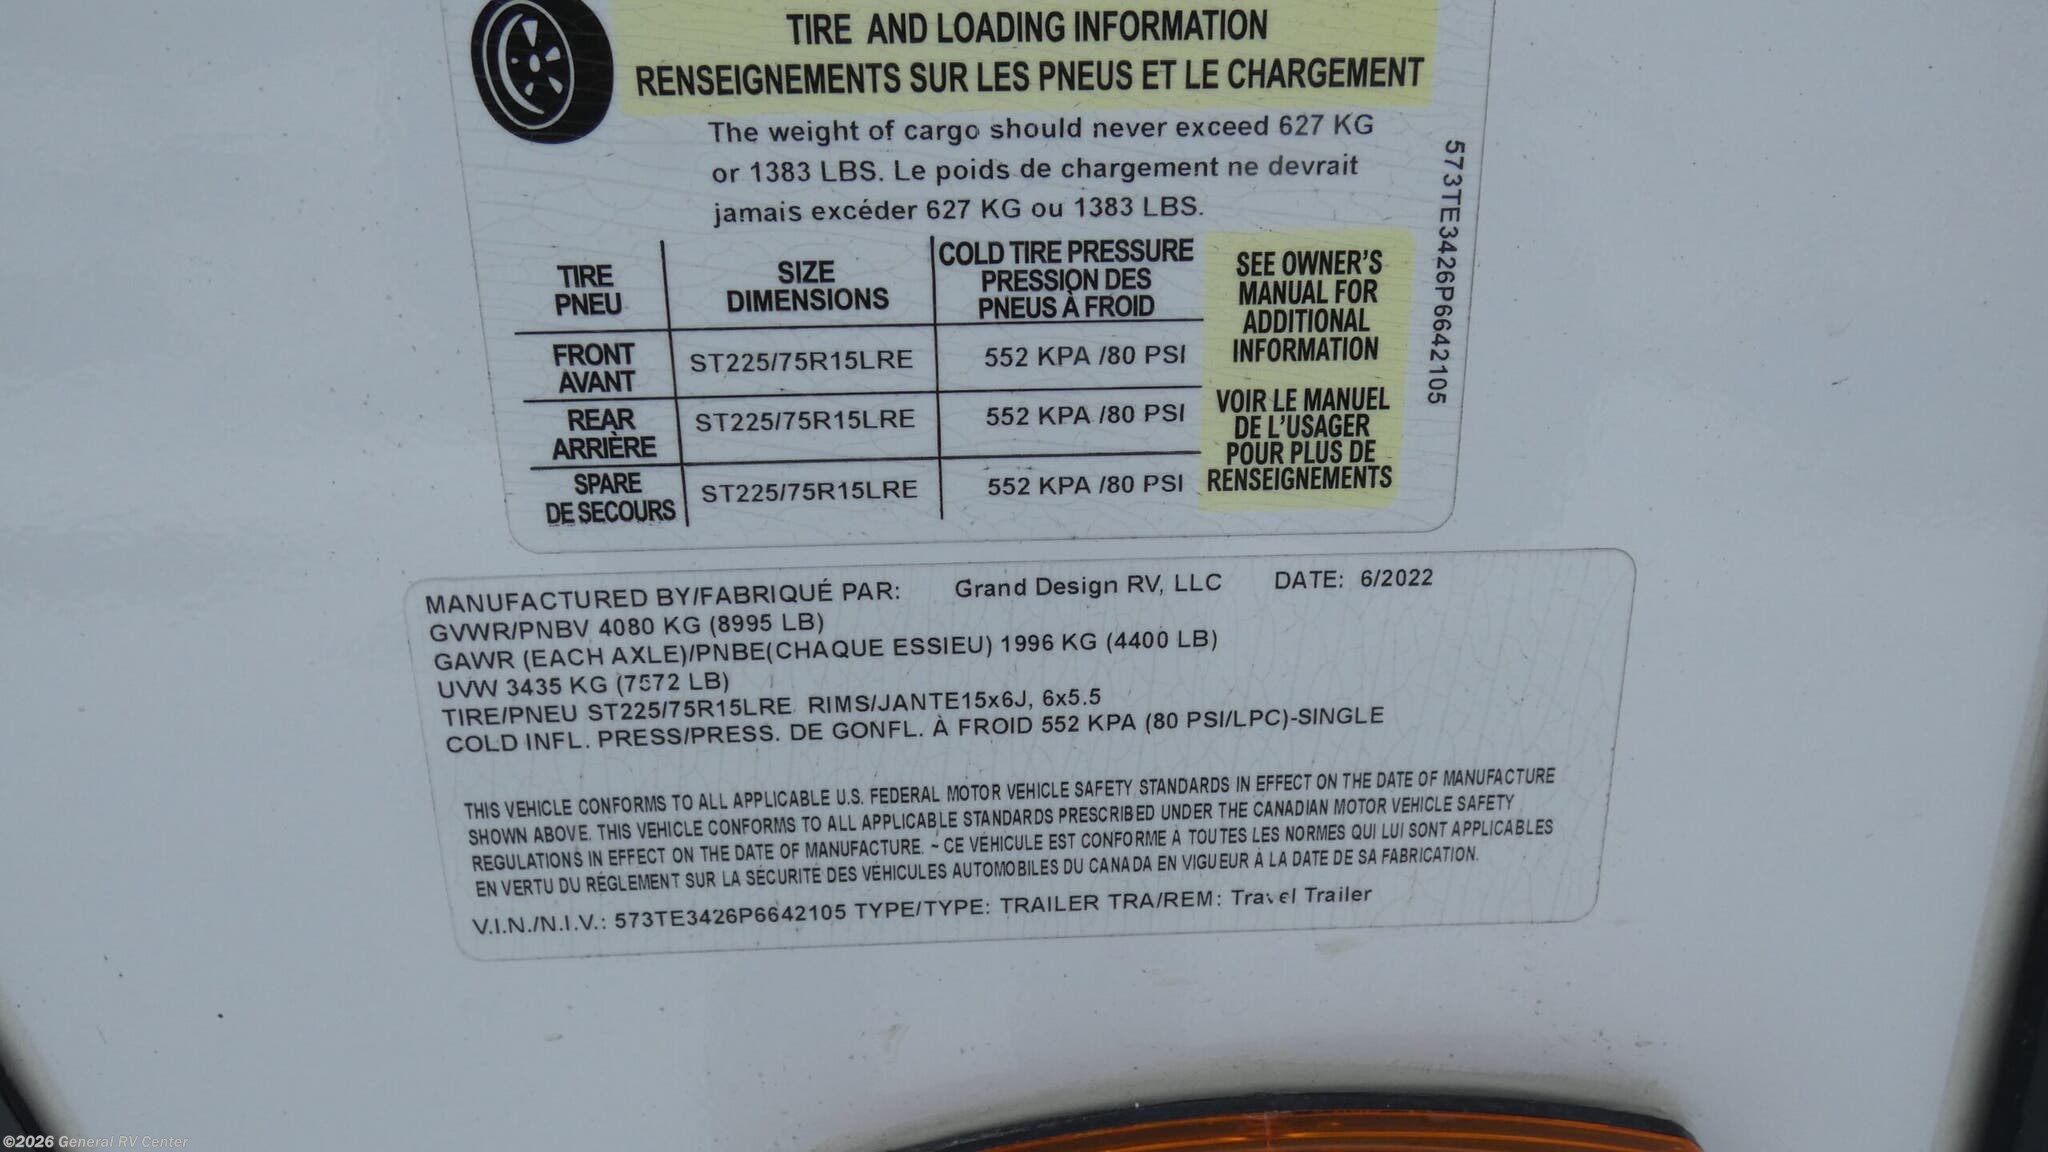 TIRE AND LOADING INFORMATION
RENSEIGNEMENTS SUR LES PNEUS ET LE CHARGEMENT
The weight of cargo should never exceed 627 KG
or 1383 LBS. Le poids de chargement ne devrait
jamais excéder 627 KG ou 1383 LBS.
TIRE
PNEU
SIZE
DIMENSIONS
COLD TIRE PRESSURE
PRESSION DES
PNEUS À FROID
FRONT
AVANT
ST225/75R15LRE
552 KPA /80 PSI
REAR
ARRIÈRE
ST225/75R15LRE
552 KPA /80 PSI
SPARE
DE SECOURS
ST225/75R15LRE
552 KPA /80 PSI
SEE OWNER'S
MANUAL FOR
ADDITIONAL
INFORMATION
VOIR LE MANUEL
DE L'USAGER
POUR PLUS DE
RENSEIGNEMENTS
573TE3426P6642105
MANUFACTURED BY/FABRIQUÉ PAR: Grand Design RV, LLC DATE: 6/2022
GVWR/PNBV 4080 KG (8995 LB)
GAWR (EACH AXLE)/PNBE(CHAQUE ESSIEU) 1996 KG (4400 LB)
UVW 3435 KG (7572 LB)
TIRE/PNEU ST225/75R15LRE RIMS/JANTE15x6J, 6x5.5
COLD INFL. PRESS/PRESS. DE GONFL. À FROID 552 KPA (80 PSI/LPC)-SINGLE
THIS VEHICLE CONFORMS TO ALL APPLICABLE U.S. FEDERAL MOTOR VEHICLE SAFETY STANDARDS IN EFFECT ON THE DATE OF MANUFACTURE
SHOWN ABOVE. THIS VEHICLE CONFORMS TO ALL APPLICABLE STANDARDS PRESCRIBED UNDER THE CANADIAN MOTOR VEHICLE SAFETY
REGULATIONS IN EFFECT ON THE DATE OF MANUFACTURE. ~ CE VÉHICULE EST CONFORME À TOUTES LES NORMES QUI LUI SONT APPLICABLES
EN VERTU DU RÉGLEMENT SUR LA SÉCURITÉ DES VÉHICULES AUTOMOBILES DU CANADA EN VIGUEUR À LA DATE DE SA FABRICATION.
V.I.N./N.I.V.: 573TE3426P6642105 TYPE/TYPE: TRAILER TRA/REM: Travel Trailer
©2026 General RV Center